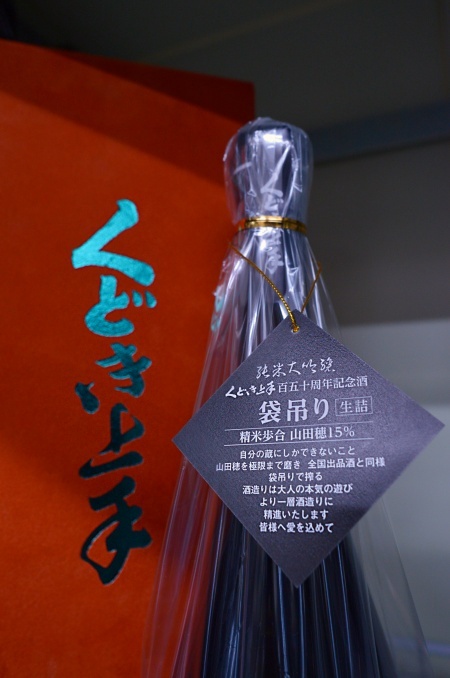 くどき上手
純米大吟醸
くどき上手百五十周年記念酒
袋吊り 生詰
精米歩合 山田穂15%
自分の蔵にしかできないこと
山田穂を極限まで磨き 全国出品酒と同様
袋吊りで搾る
酒造りは大人の本気の遊び
より一層酒造りに
精進いたします
皆様へ愛を込めて